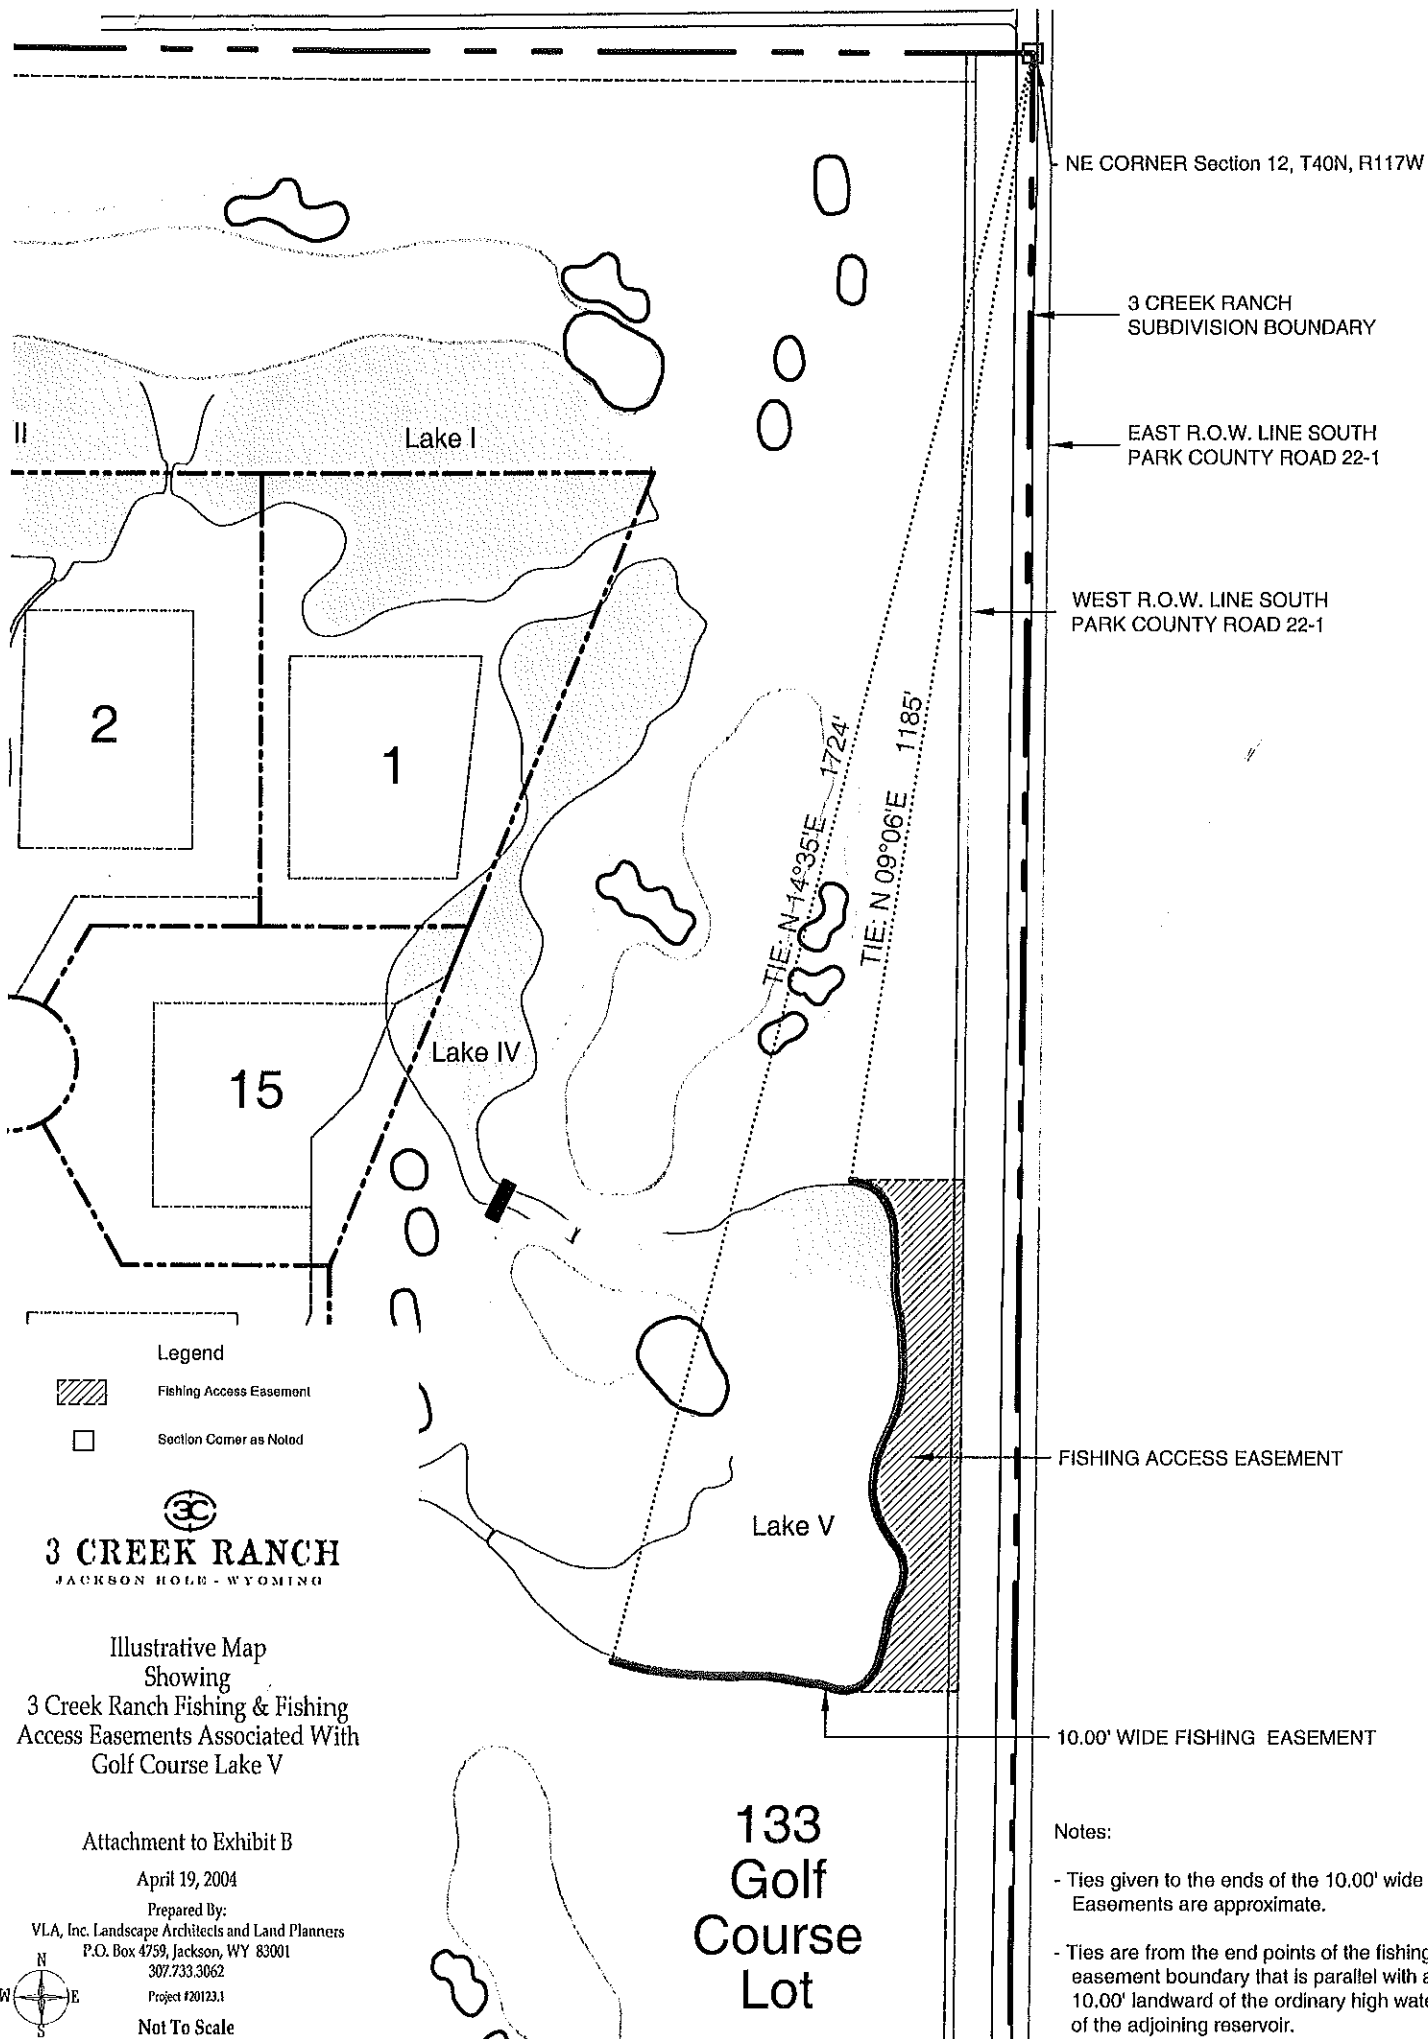 NE CORNER Section 12, T40N, R117W
3 CREEK RANCH
SUBDIVISION BOUNDARY
II
Lake I
EAST R.O.W. LINE SOUTH
PARK COUNTY ROAD 22-1
WEST R.O.W. LINE SOUTH
PARK COUNTY ROAD 22-1
2
1
TIE: N 14°35'E 1724'
TIE: N 09°06'E 1185'
Lake IV
15
Legend
Fishing Access Easement
Section Corner as Noted
FISHING ACCESS EASEMENT
Lake V
3C
3 CREEK RANCH
JACKSON HOLE - WYOMING
Illustrative Map
Showing
3 Creek Ranch Fishing & Fishing
Access Easements Associated With
Golf Course Lake V
10.00' WIDE FISHING EASEMENT
Attachment to Exhibit B
April 19, 2004
Prepared By:
VLA, Inc. Landscape Architects and Land Planners
P.O. Box 4759, Jackson, WY 83001
307.733.3062
Project #20123.1
Not To Scale
N
W
E
S
133
Golf
Course
Lot
Notes:
- Ties given to the ends of the 10.00' wide
Easements are approximate.
- Ties are from the end points of the fishing
easement boundary that is parallel with a
10.00' landward of the ordinary high wate
of the adjoining reservoir.